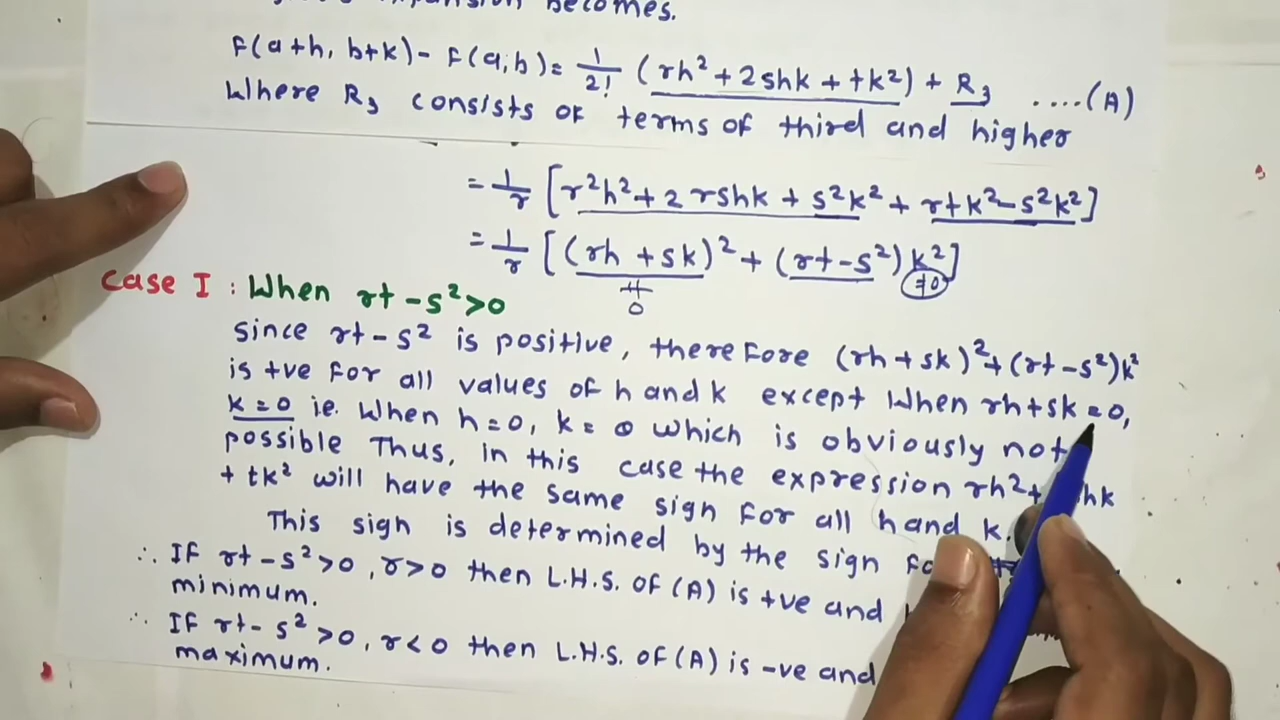 expansion becomes.
F(a+h, b+k) - F(a,b) = 1/2! (rh² + 2shk + tk²) + R₃ ....(A)
Where R₃ consists of terms of third and higher
= 1/r [r²h² + 2rshk + s²k² + rtk² - s²k²]
= 1/r [(rh + sk)² + (rt - s²)k²]
≠0
0
Case I : When rt - s² > 0
Since rt - s² is positive, therefore (rh + sk)² + (rt - s²)k²
is +ve for all values of h and k except When rh + sk = 0,
k = 0 ie. When h = 0, k = 0 which is obviously not
possible Thus, in this case the expression rh² + hk
+ tk² will have the same sign for all h and k.
This sign is determined by the sign
∴ If rt - s² > 0, r > 0 then L.H.S. of (A) is +ve and
minimum.
∴ If rt - s² > 0, r < 0 then L.H.S. of (A) is -ve and
maximum.